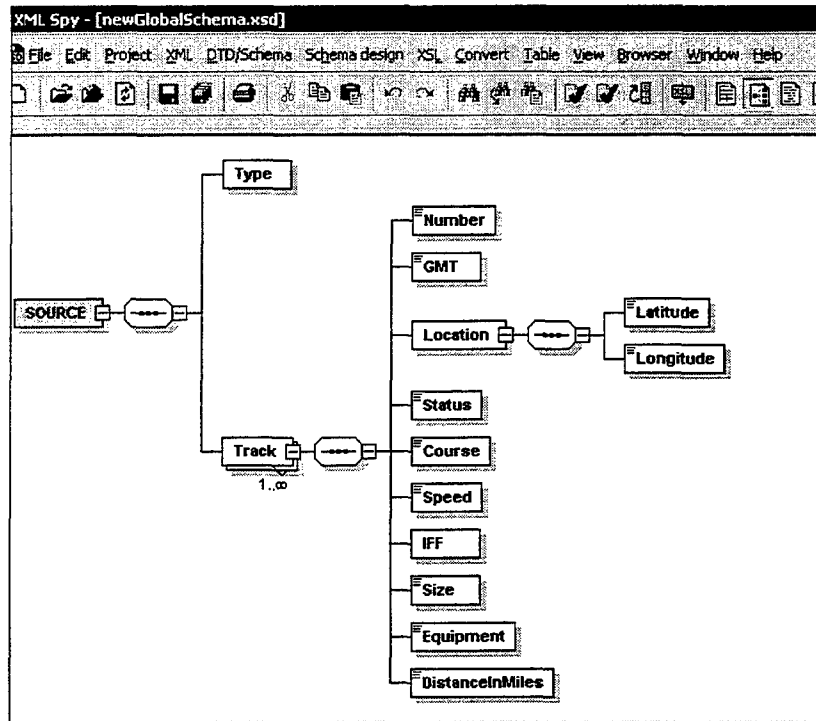 XML Spy - [newGlobalSchema.xsd]
File Edit Project XML DTD/Schema Schema design XSL Convert Table View Browser Window Help
Type
Number
GMT
SOURCE
Location
Latitude
Longitude
Status
Course
Track
1..∞
Speed
IFF
Size
Equipment
DistanceInMiles